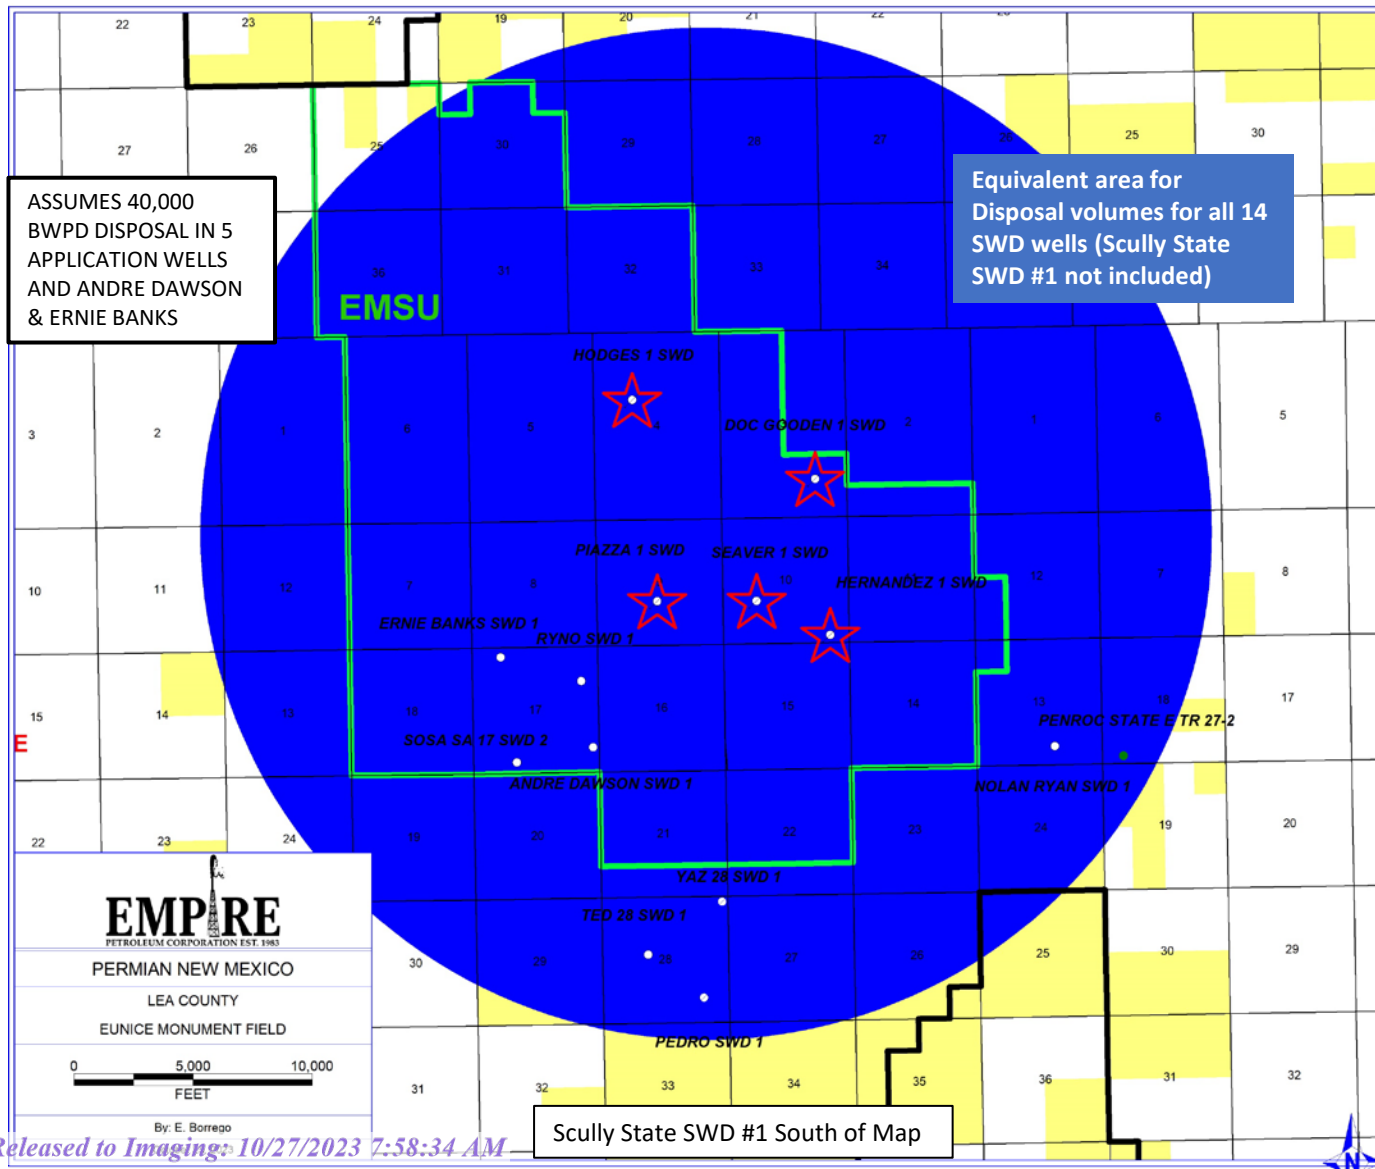 22
23
24
19
20
21
22
27
26
25
30
29
28
27
26
25
30
ASSUMES 40,000
BWPD DISPOSAL IN 5
APPLICATION WELLS
AND ANDRE DAWSON
& ERNIE BANKS
Equivalent area for
Disposal volumes for all 14
SWD wells (Scully State
SWD #1 not included)
36
31
32
33
34
EMSU
HODGES 1 SWD
DOC GOODEN 1 SWD
3
2
1
6
5
4
2
1
6
5
PIAZZA 1 SWD
SEAVER 1 SWD
HERNANDEZ 1 SWD
10
11
12
7
8
10
12
7
8
ERNIE BANKS SWD 1
RYNO SWD 1
15
14
13
18
17
16
15
14
13
18
17
E
PENROC STATE E TR 27-2
SOSA SA 17 SWD 2
ANDRE DAWSON SWD 1
NOLAN RYAN SWD 1
22
23
24
19
20
21
22
23
24
19
20
YAZ 28 SWD 1
TED 28 SWD 1
30
29
28
27
26
25
30
29
PEDRO SWD 1
31
32
33
34
35
36
31
32
EMPIRE
PETROLEUM CORPORATION EST. 1983
PERMIAN NEW MEXICO
LEA COUNTY
EUNICE MONUMENT FIELD
0 5,000 10,000
FEET
By: E. Borrego
Released to Imaging: 10/27/2023 7:58:34 AM
Scully State SWD #1 South of Map
N